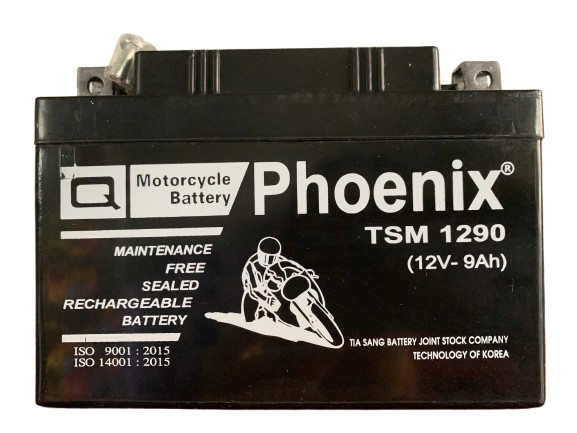 Q
Motorcycle
Battery
Phoenix®
TSM 1290
(12V- 9Ah)
MAINTENANCE
FREE
SEALED
RECHARGEABLE
BATTERY
ISO 9001 : 2015
ISO 14001 : 2015
TIA SANG BATTERY JOINT STOCK COMPANY
TECHNOLOGY OF KOREA